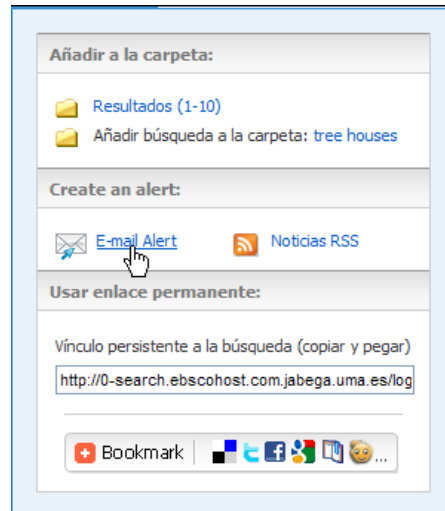 Añadir a la carpeta:
Resultados (1-10)
Añadir búsqueda a la carpeta: tree houses
Create an alert:
E-mail Alert Noticias RSS
Usar enlace permanente:
Vínculo persistente a la búsqueda (copiar y pegar)
http://0-search.ebscohost.com.jabega.uma.es/log
Bookmark ...